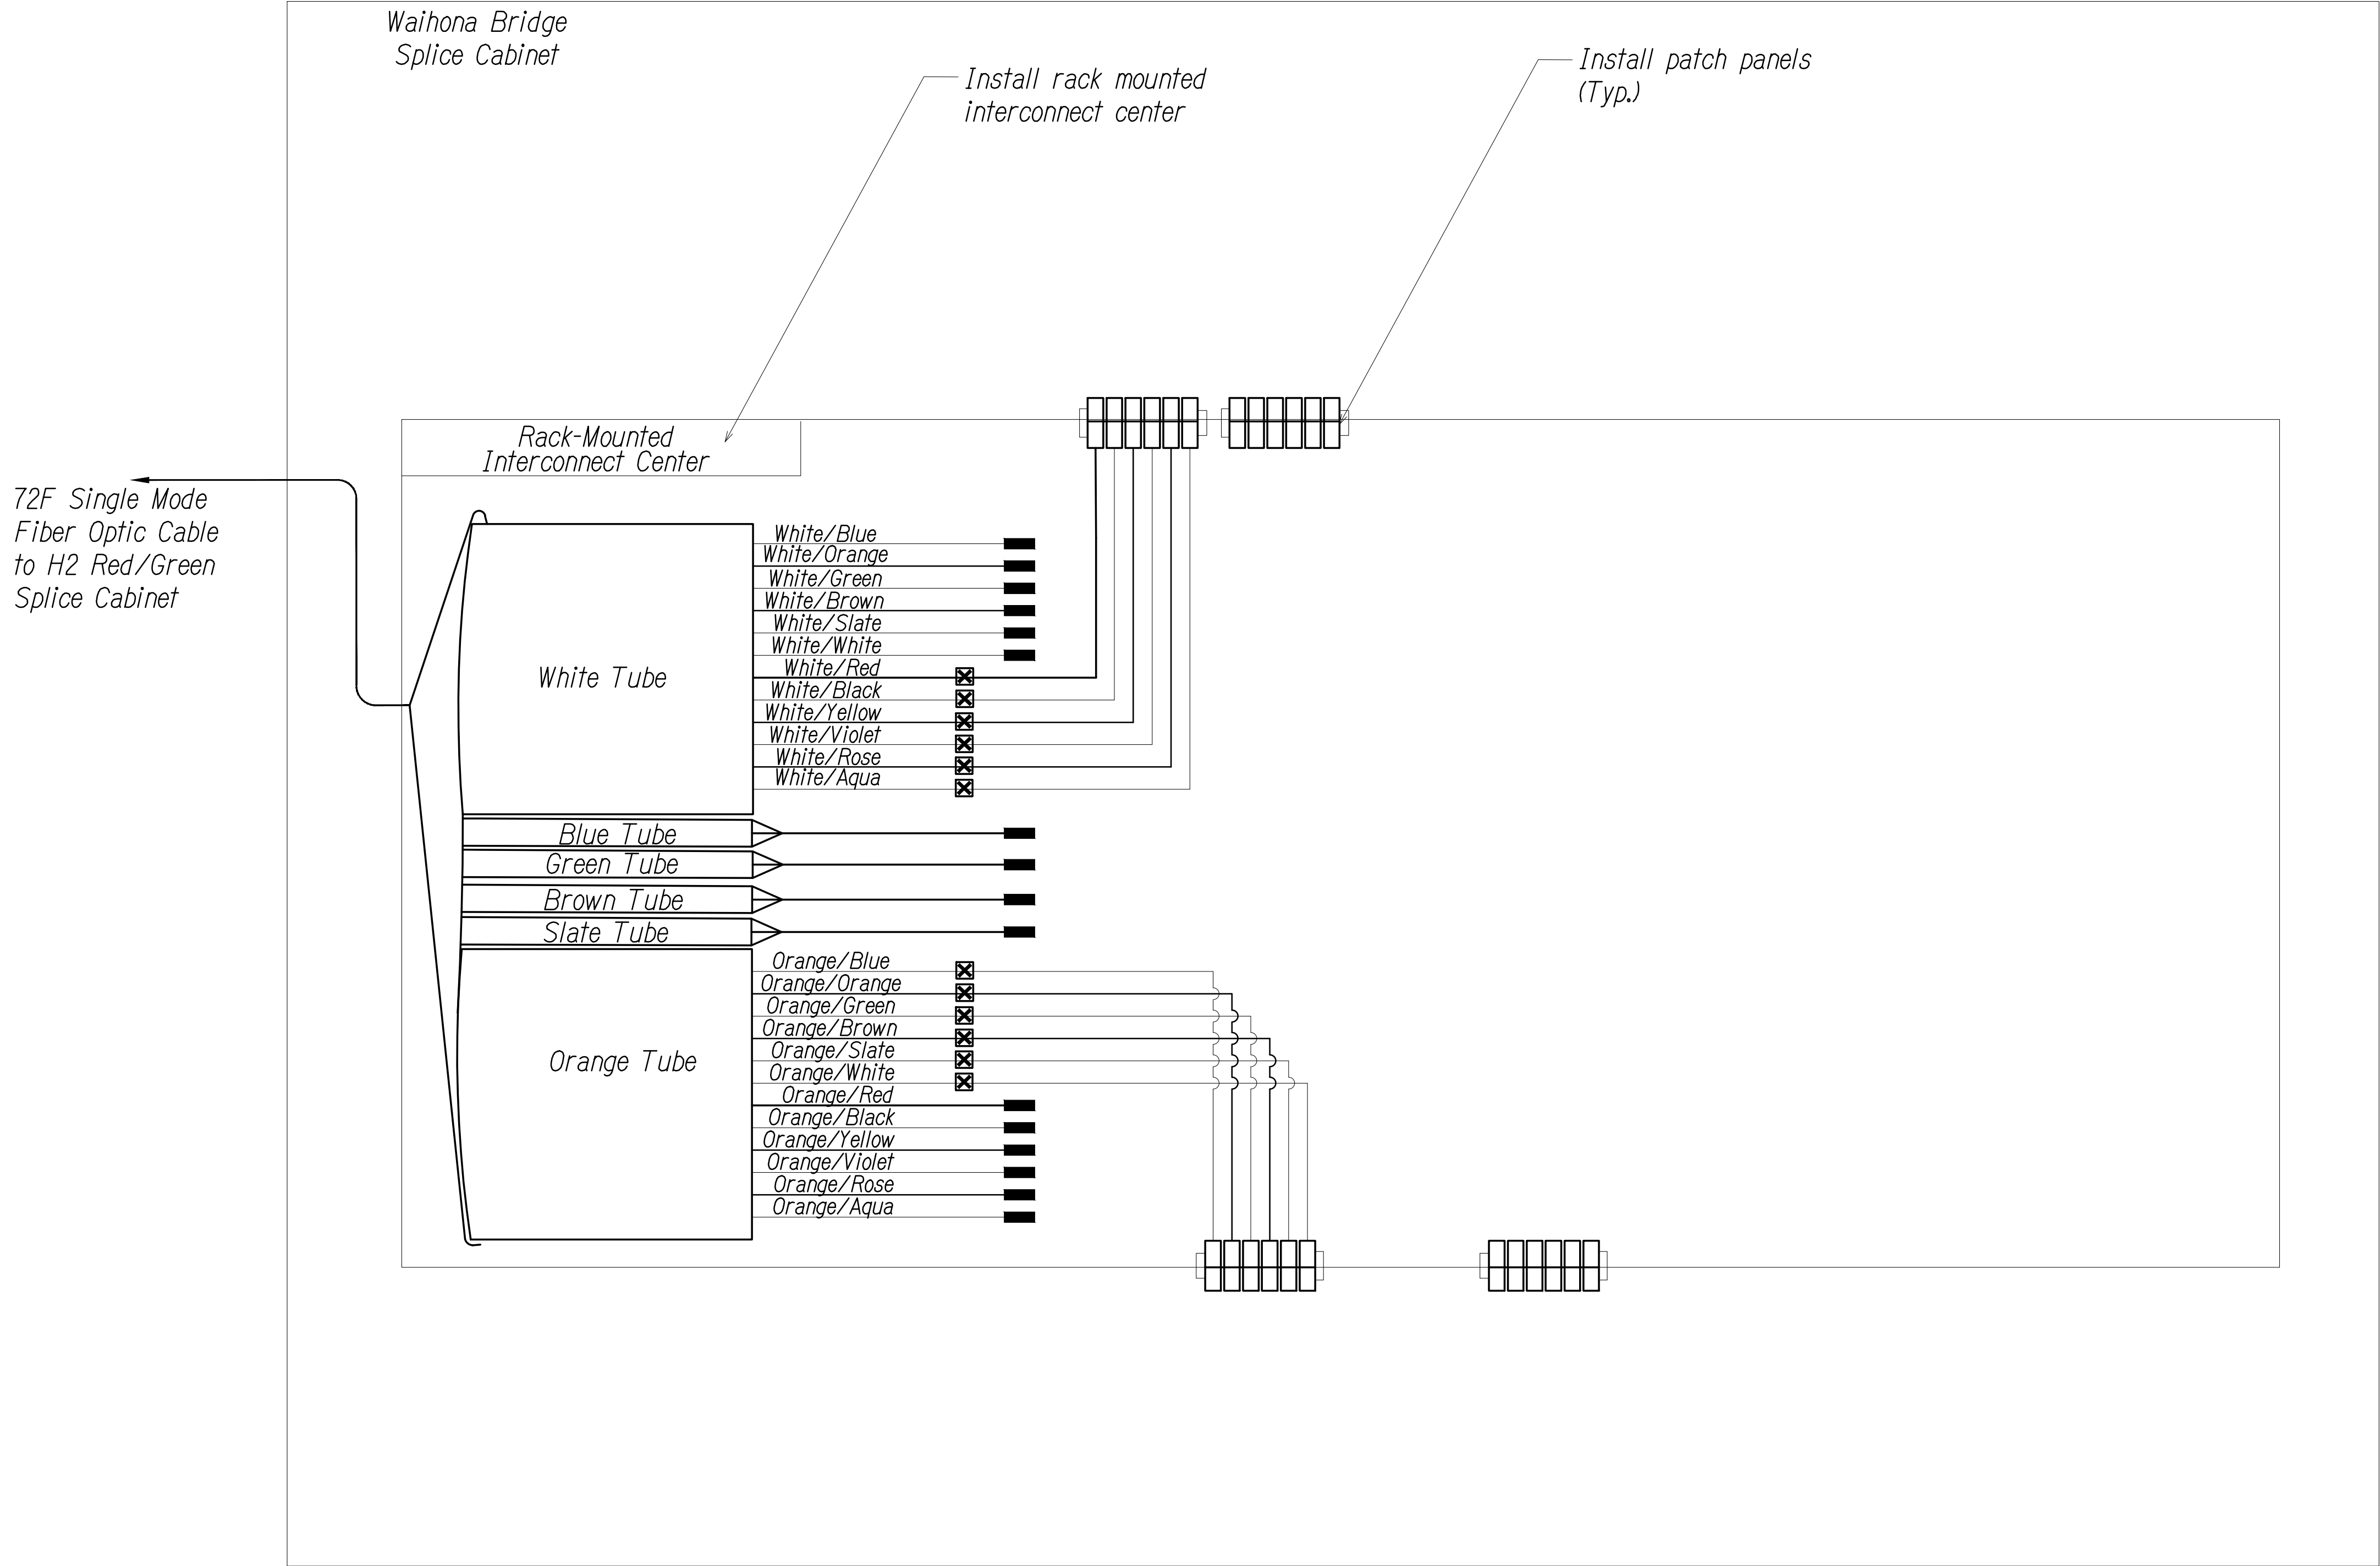 Waihona Bridge
Splice Cabinet
Install rack mounted
interconnect center
Install patch panels
(Typ.)
Rack-Mounted
Interconnect Center
72F Single Mode
Fiber Optic Cable
to H2 Red/Green
Splice Cabinet
White Tube
White/Blue
White/Orange
White/Green
White/Brown
White/Slate
White/White
White/Red
White/Black
White/Yellow
White/Violet
White/Rose
White/Aqua
Blue Tube
Green Tube
Brown Tube
Slate Tube
Orange Tube
Orange/Blue
Orange/Orange
Orange/Green
Orange/Brown
Orange/Slate
Orange/White
Orange/Red
Orange/Black
Orange/Yellow
Orange/Violet
Orange/Rose
Orange/Aqua